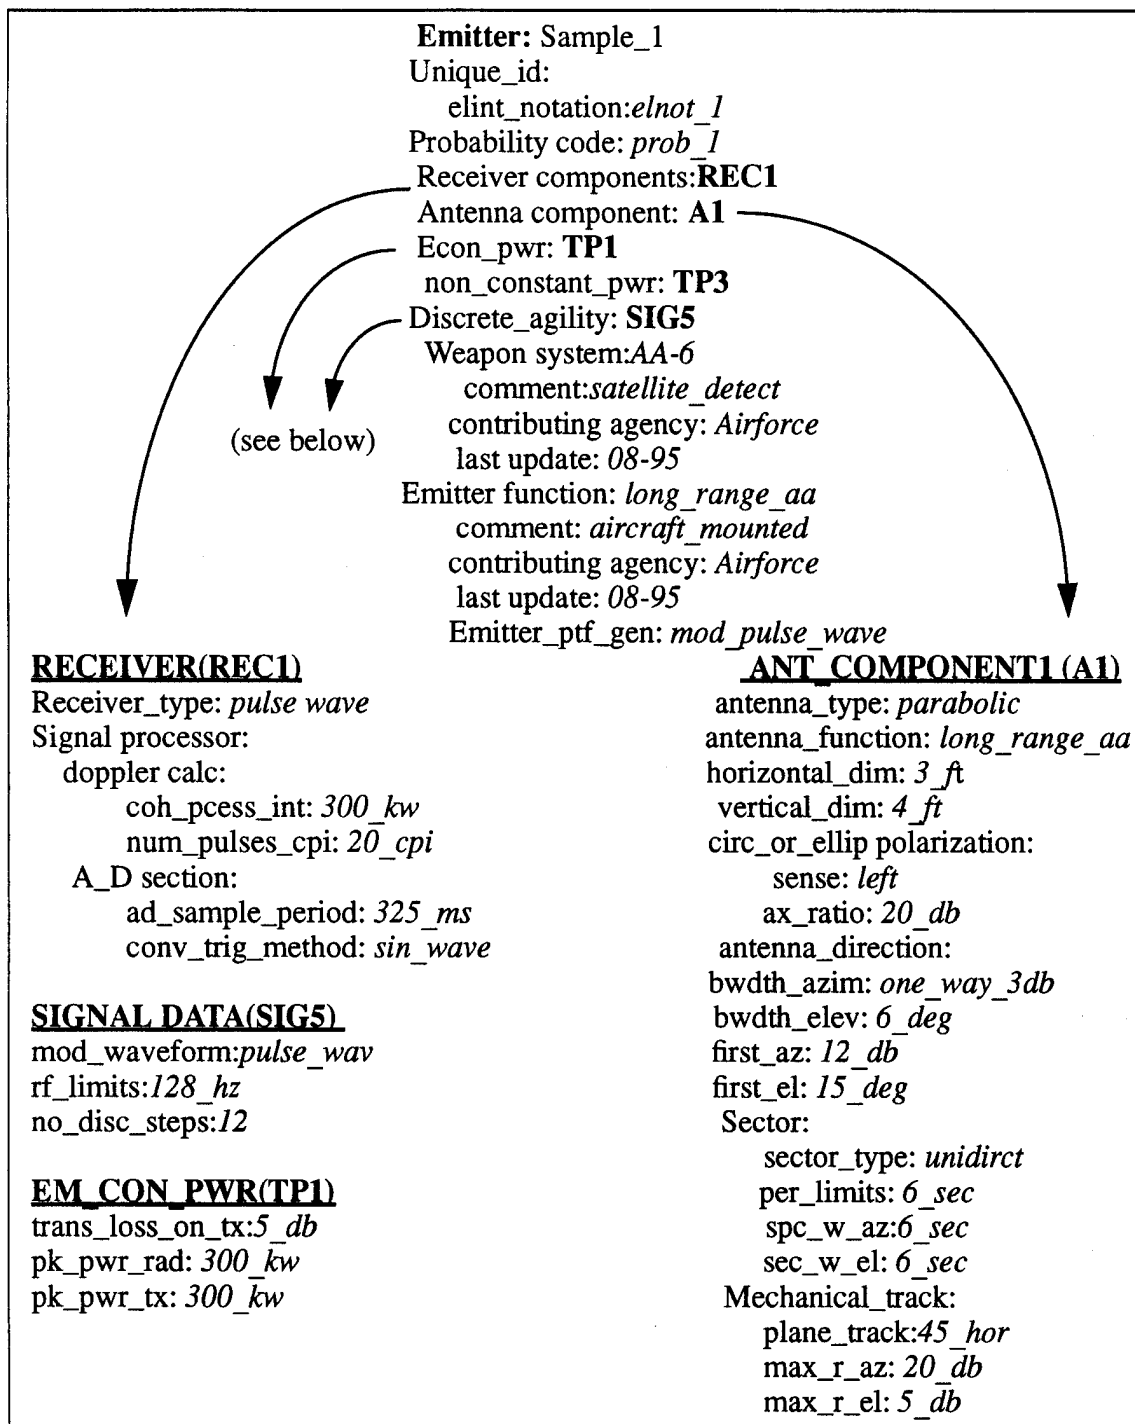 Emitter: Sample_1
Unique_id:
elint_notation:elnot_1
Probability code: prob_1
Receiver components:REC1
Antenna component: A1
Econ_pwr: TP1
non_constant_pwr: TP3
Discrete_agility: SIG5
Weapon system:AA-6
comment:satellite_detect
contributing agency: Airforce
last update: 08-95
(see below)
Emitter function: long_range_aa
comment: aircraft_mounted
contributing agency: Airforce
last update: 08-95
Emitter_ptf_gen: mod_pulse_wave
RECEIVER(REC1)
Receiver_type: pulse wave
Signal processor:
doppler calc:
coh_pcess_int: 300_kw
num_pulses_cpi: 20_cpi
A_D section:
ad_sample_period: 325_ms
conv_trig_method: sin_wave
SIGNAL DATA(SIG5)
mod_waveform:pulse_wav
rf_limits:128_hz
no_disc_steps:12
EM_CON_PWR(TP1)
trans_loss_on_tx:5_db
pk_pwr_rad: 300_kw
pk_pwr_tx: 300_kw
ANT_COMPONENT1 (A1)
antenna_type: parabolic
antenna_function: long_range_aa
horizontal_dim: 3_ft
vertical_dim: 4_ft
circ_or_ellip polarization:
sense: left
ax_ratio: 20_db
antenna_direction:
bwdth_azim: one_way_3db
bwdth_elev: 6_deg
first_az: 12_db
first_el: 15_deg
Sector:
sector_type: unidirct
per_limits: 6_sec
spc_w_az:6_sec
sec_w_el: 6_sec
Mechanical_track:
plane_track:45_hor
max_r_az: 20_db
max_r_el: 5_db